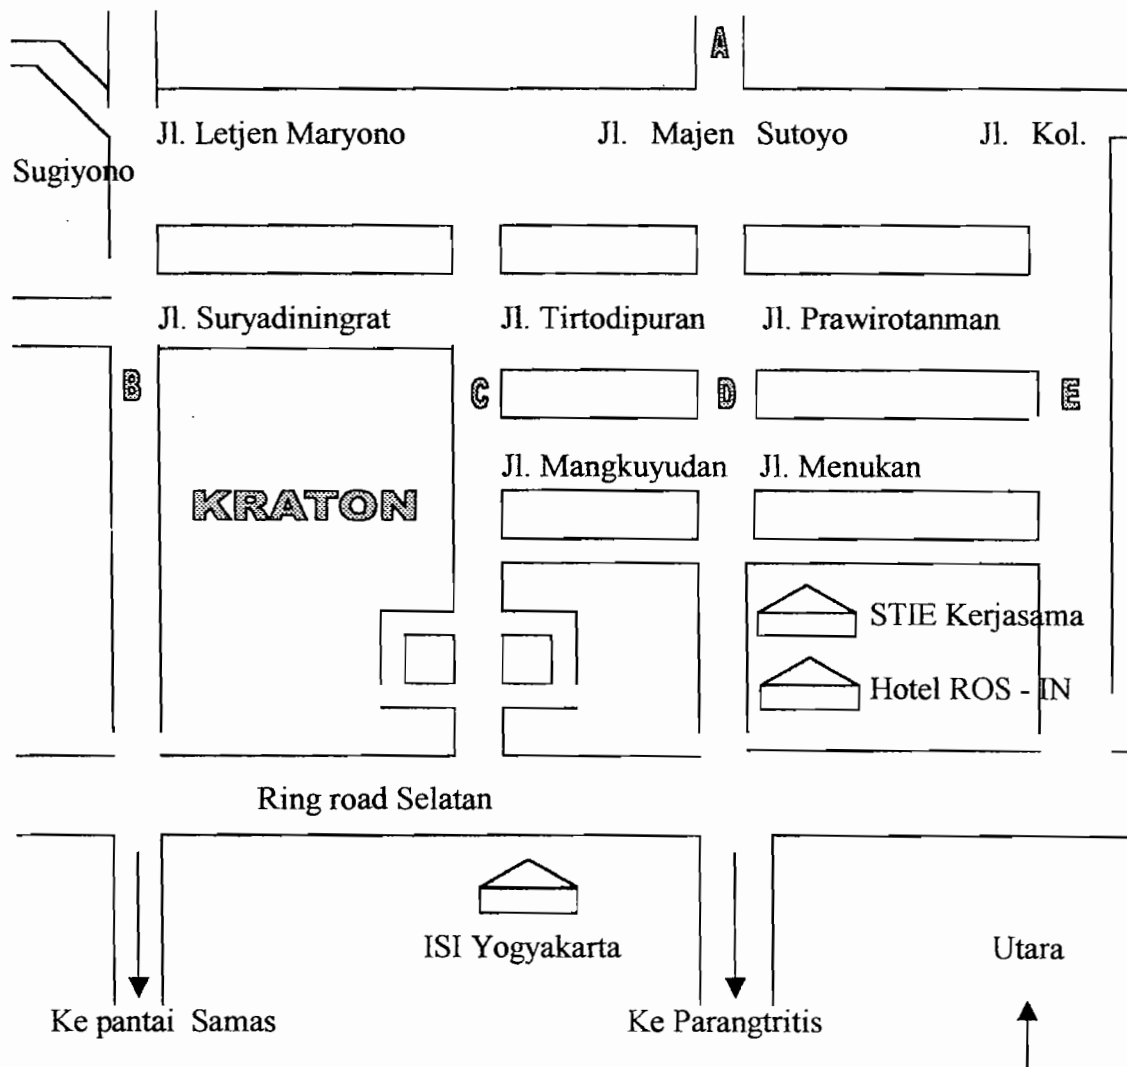 A
Jl. Letjen Maryono Jl. Majen Sutoyo Jl. Kol.
Sugiyono
Jl. Suryadiningrat Jl. Tirtodipuran Jl. Prawirotanman
B C D E
Jl. Mangkuyudan Jl. Menukan
KRATON
STIE Kerjasama
Hotel ROS - IN
Ring road Selatan
ISI Yogyakarta Utara
Ke pantai Samas Ke Parangtritis